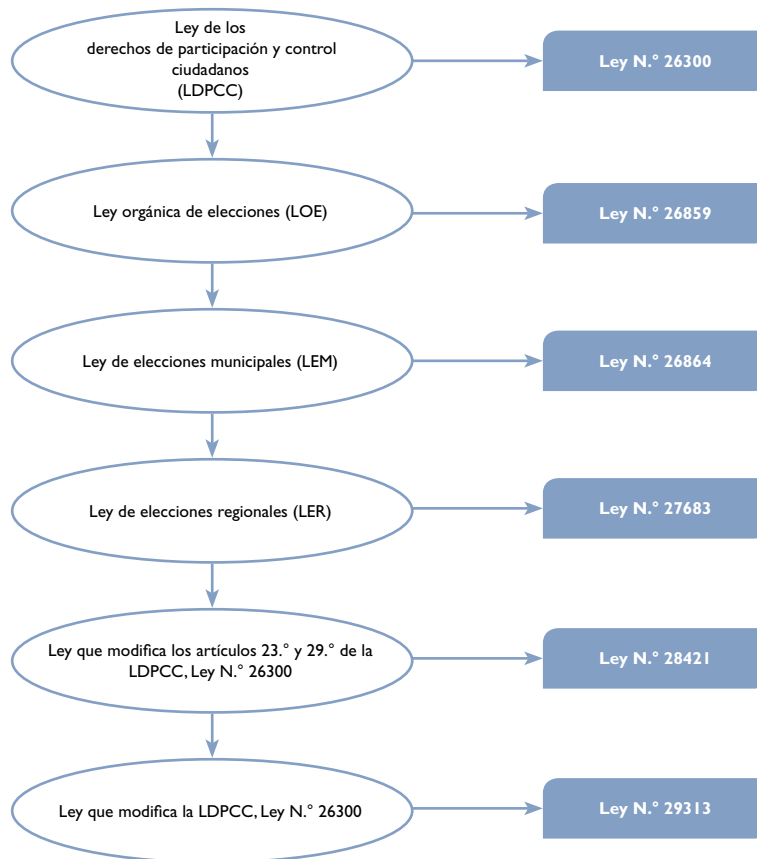 Ley de los
derechos de participación y control
ciudadanos
(LDPCC)
Ley N.° 26300
Ley orgánica de elecciones (LOE)
Ley N.° 26859
Ley de elecciones municipales (LEM)
Ley N.° 26864
Ley de elecciones regionales (LER)
Ley N.° 27683
Ley que modifica los artículos 23.° y 29.° de la
LDPCC, Ley N.° 26300
Ley N.° 28421
Ley que modifica la LDPCC, Ley N.° 26300
Ley N.° 29313